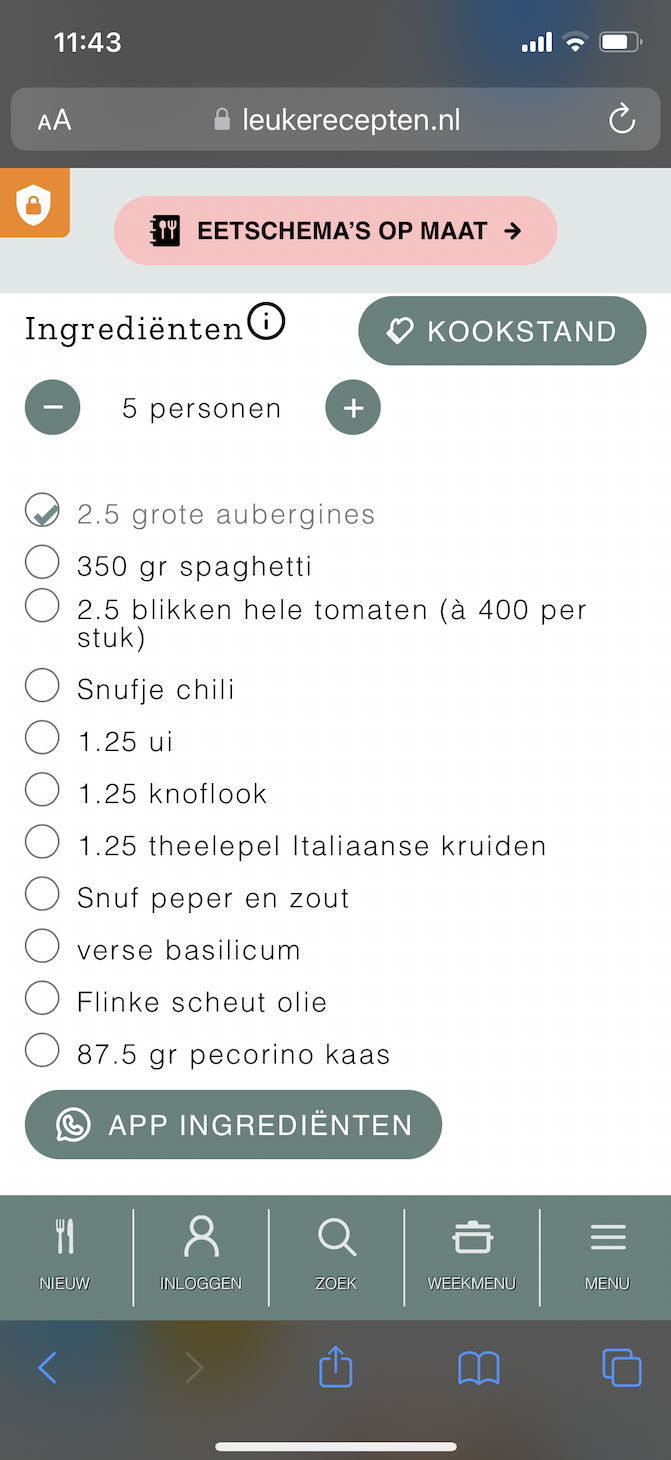 11:43
AA leukerecepten.nl
EETSCHEMA'S OP MAAT →
Ingrediënten i
KOOKSTAND
− 5 personen +
2.5 grote aubergines
350 gr spaghetti
2.5 blikken hele tomaten (à 400 per
stuk)
Snufje chili
1.25 ui
1.25 knoflook
1.25 theelepel Italiaanse kruiden
Snuf peper en zout
verse basilicum
Flinke scheut olie
87.5 gr pecorino kaas
APP INGREDIËNTEN
NIEUW INLOGGEN ZOEK WEEKMENU MENU